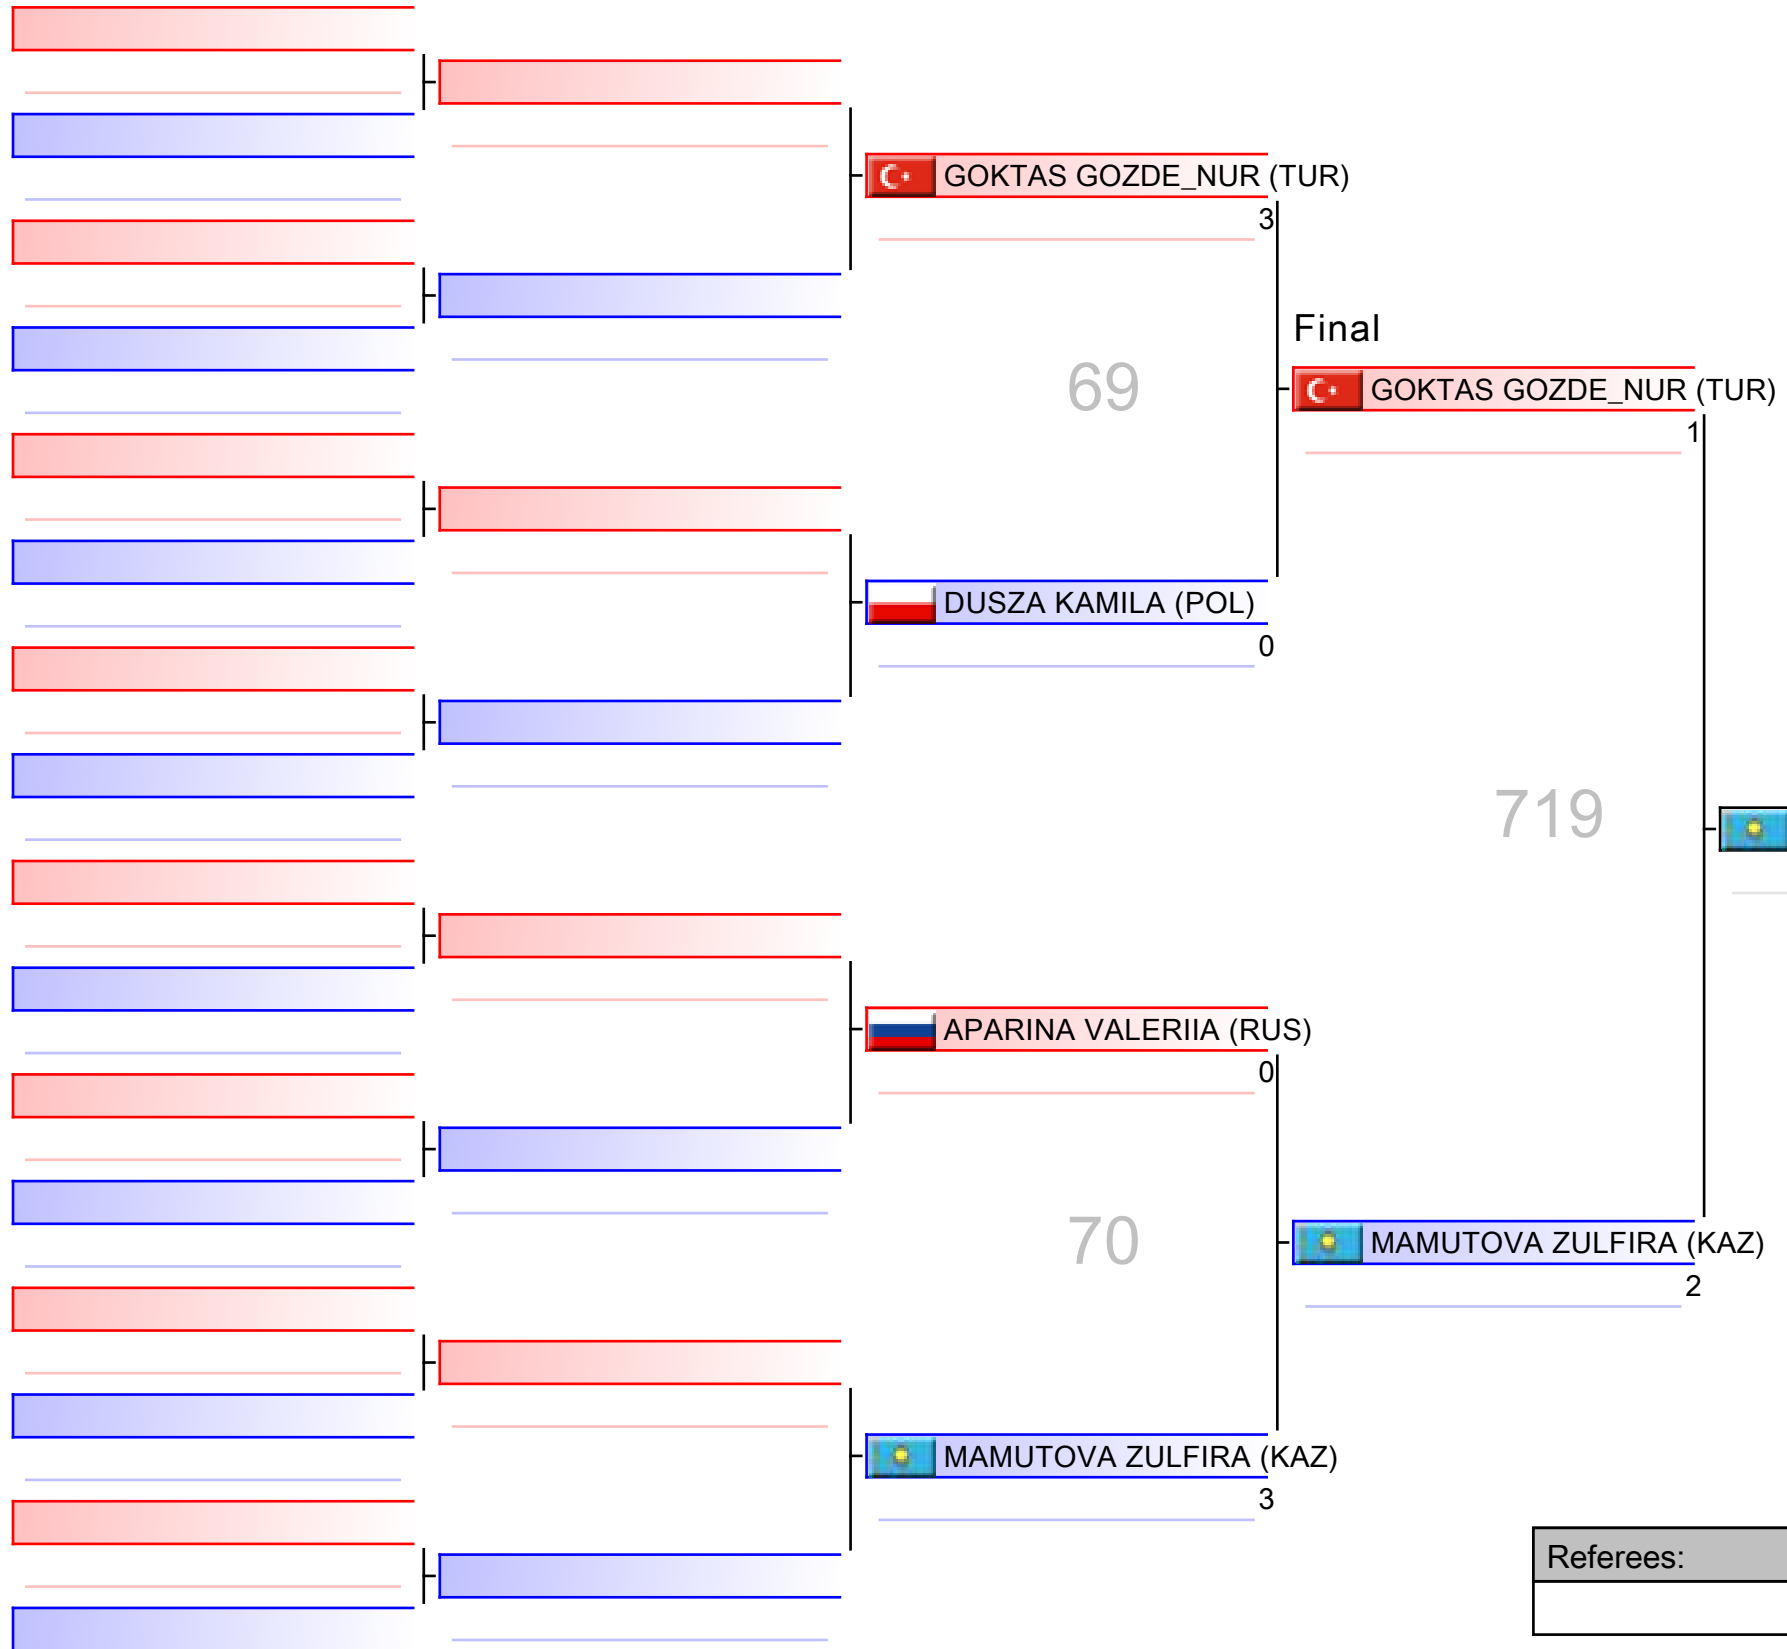 GOKTAS GOZDE_NUR (TUR)
3
69
Final
GOKTAS GOZDE_NUR (TUR)
1
DUSZA KAMILA (POL)
0
719
APARINA VALERIIA (RUS)
0
70
MAMUTOVA ZULFIRA (KAZ)
2
MAMUTOVA ZULFIRA (KAZ)
3
Referees: